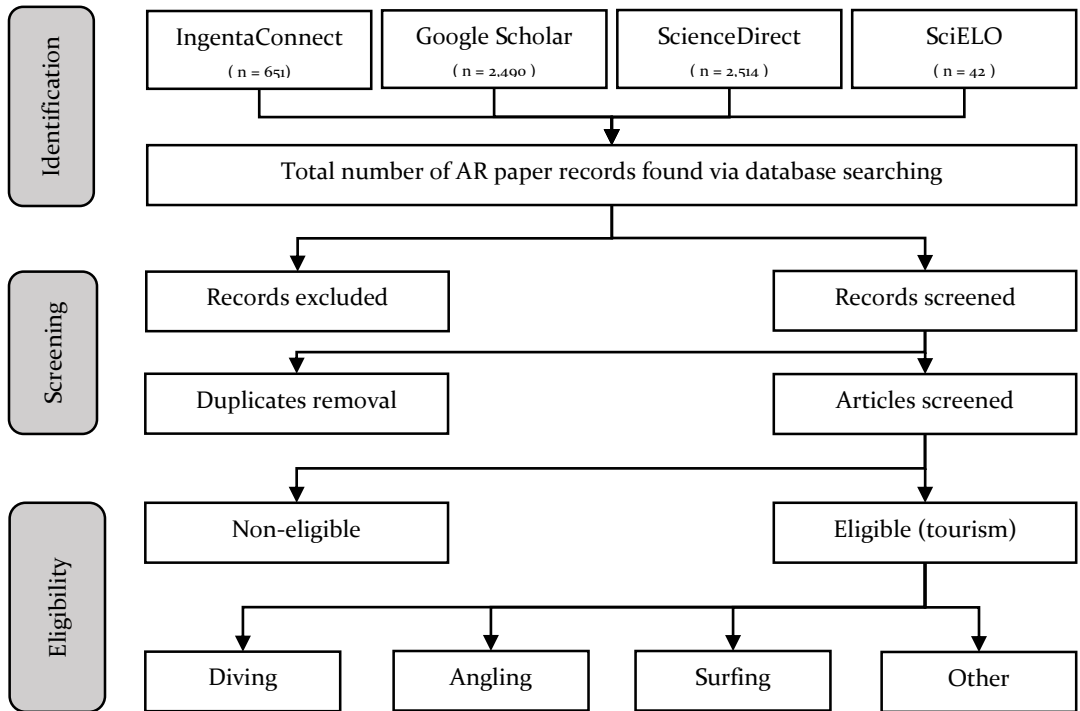 Identification
IngentaConnect
( n = 651)
Google Scholar
( n = 2,490 )
ScienceDirect
( n = 2,514 )
SciELO
( n = 42 )
Total number of AR paper records found via database searching
Screening
Records excluded
Records screened
Duplicates removal
Articles screened
Eligibility
Non-eligible
Eligible (tourism)
Diving
Angling
Surfing
Other